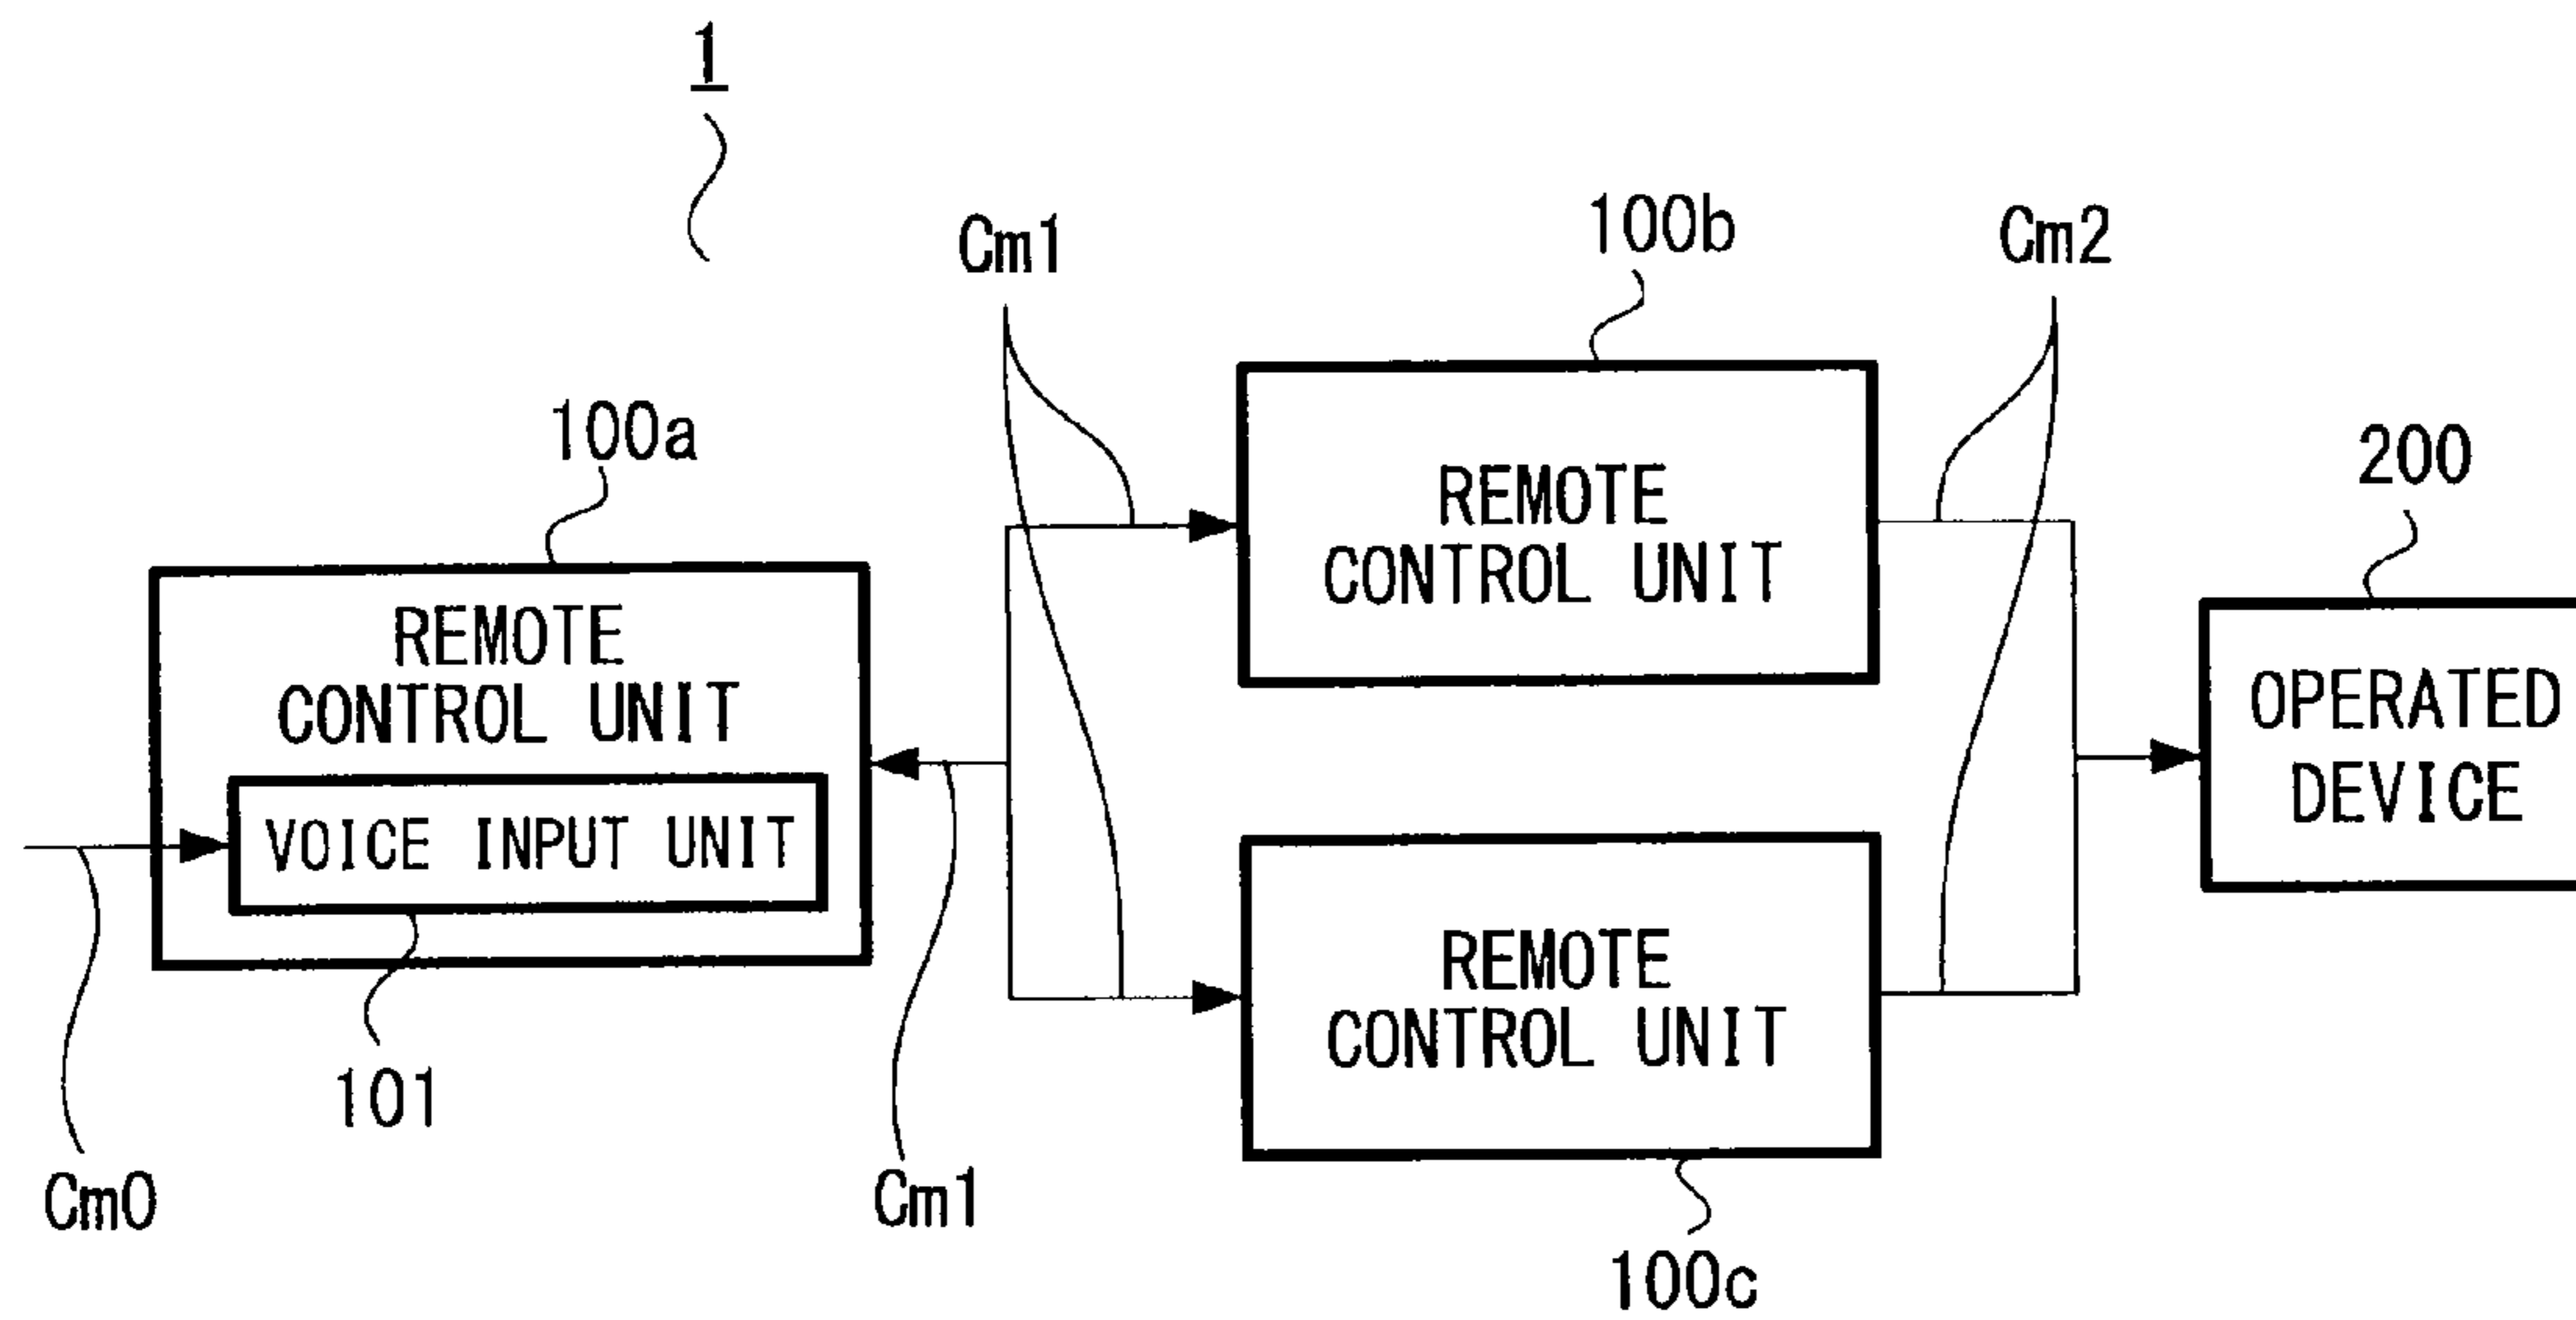 1
Cm1
100b
Cm2
100a
200
REMOTE
CONTROL UNIT
REMOTE
CONTROL UNIT
OPERATED
DEVICE
VOICE INPUT UNIT
REMOTE
CONTROL UNIT
101
Cm0
Cm1
100c